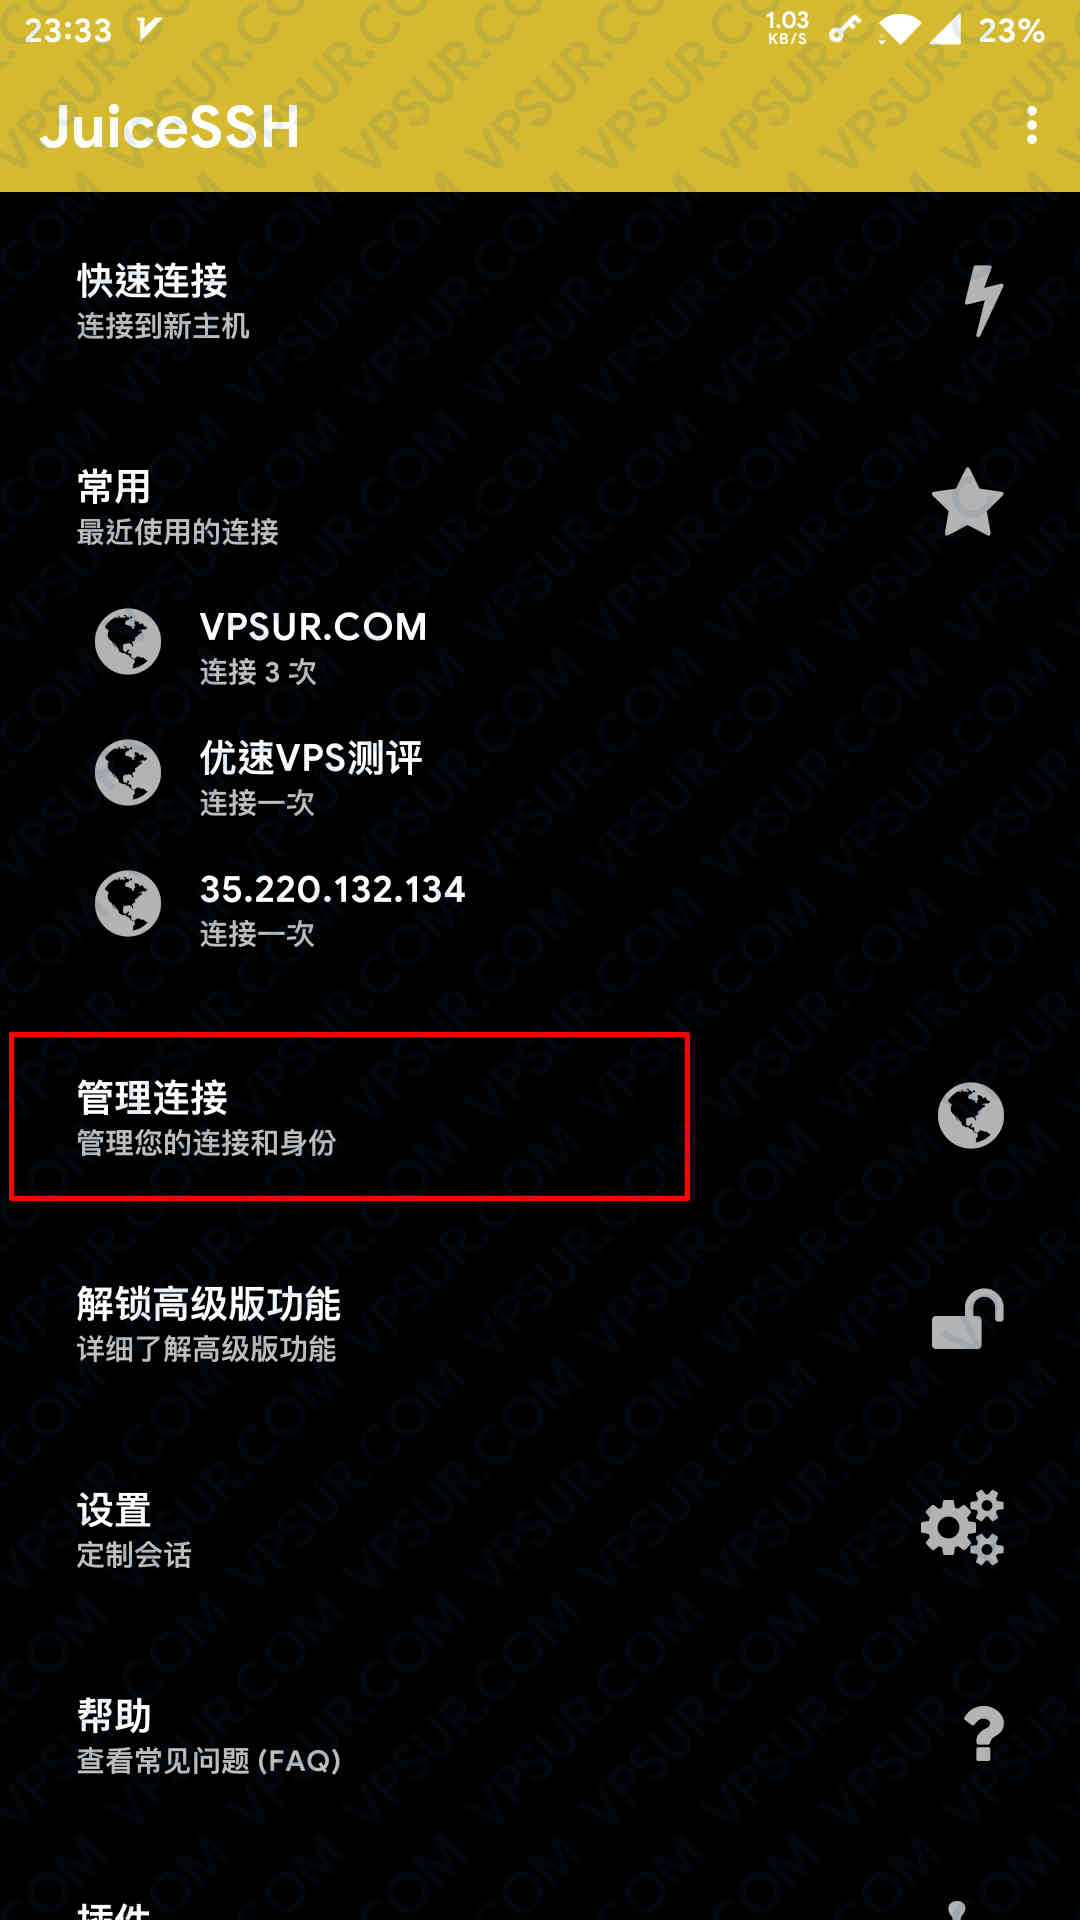 23:33
1.03
KB/S
23%
JuiceSSH
快速连接
连接到新主机
常用
最近使用的连接
VPSUR.COM
连接 3 次
优速VPS测评
连接一次
35.220.132.134
连接一次
管理连接
管理您的连接和身份
解锁高级版功能
详细了解高级版功能
设置
定制会话
帮助
查看常见问题 (FAQ)
插件